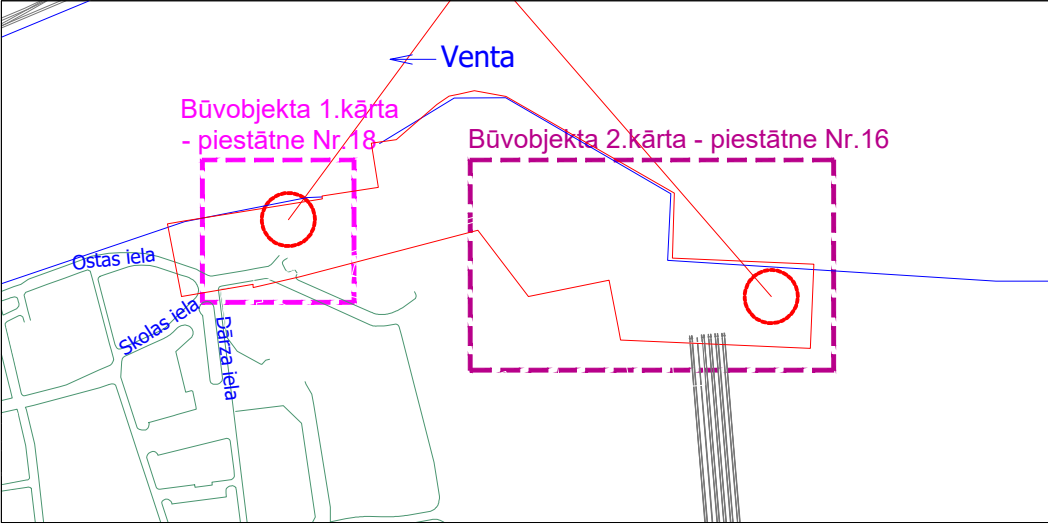 Venta
Būvobjekta 1.kārta
- piestātne Nr.18
Būvobjekta 2.kārta - piestātne Nr.16
Ostas iela
Skolas iela
Dārza iela